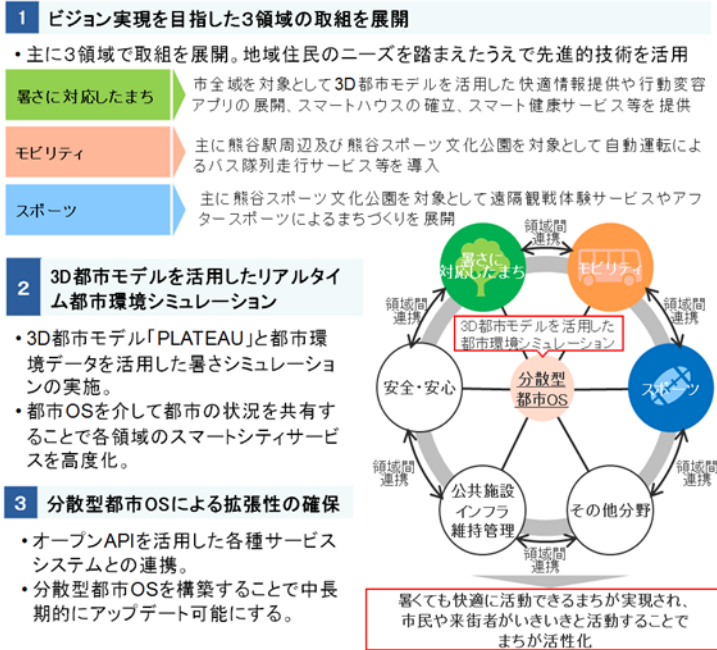 1 ビジョン実現を目指した3領域の取組を展開
・主に3領域で取組を展開。地域住民のニーズを踏まえたうえで先進的技術を活用
暑さに対応したまち
市全域を対象として3D都市モデルを活用した快適情報提供や行動変容
アプリの展開、スマートハウスの確立、スマート健康サービス等を提供
モビリティ
主に熊谷駅周辺及び熊谷スポーツ文化公園を対象として自動運転によ
るバス隊列走行サービス等を導入
スポーツ
主に熊谷スポーツ文化公園を対象として遠隔観戦体験サービスやアフ
タースポーツによるまちづくりを展開
2 3D都市モデルを活用したリアルタイ
ム都市環境シミュレーション
・3D都市モデル「PLATEAU」と都市環
境データを活用した暑さシミュレーショ
ンの実施。
・都市OSを介して都市の状況を共有す
ることで各領域のスマートシティサービ
スを高度化。
3 分散型都市OSによる拡張性の確保
・オープンAPIを活用した各種サービス
システムとの連携。
・分散型都市OSを構築することで中長
期的にアップデート可能にする。
領域間
連携
暑さに
対応したまち
モビリティ
領域間
連携
領域間
連携
3D都市モデルを活用した
都市環境シミュレーション
安全・安心
分散型
都市OS
スポーツ
領域間
連携
領域間
連携
公共施設
インフラ
維持管理
その他分野
領域間
連携
暑くても快適に活動できるまちが実現され、
市民や来街者がいきいきと活動することで
まちが活性化